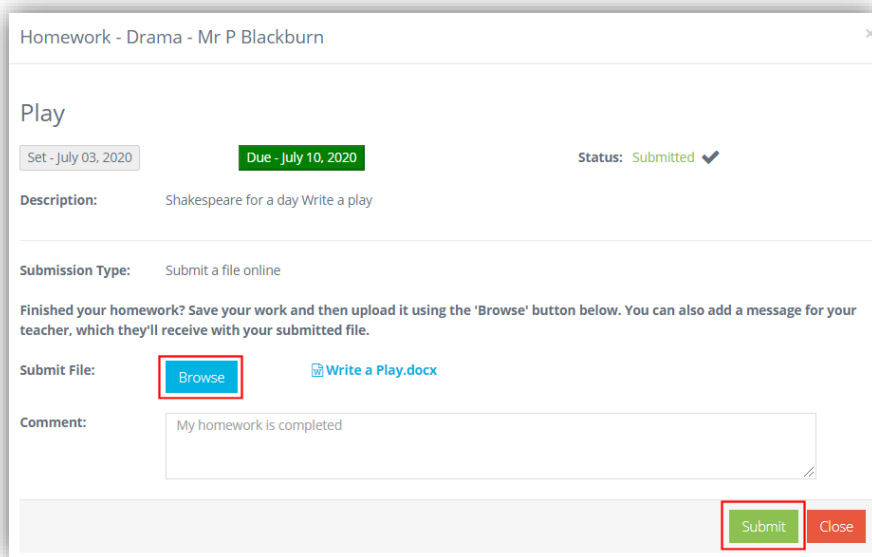 Homework - Drama - Mr P Blackburn ×
Play
Set - July 03, 2020 Due - July 10, 2020 Status: Submitted ✔
Description: Shakespeare for a day Write a play
Submission Type: Submit a file online
Finished your homework? Save your work and then upload it using the 'Browse' button below. You can also add a message for your
teacher, which they'll receive with your submitted file.
Submit File: Browse Write a Play.docx
Comment: My homework is completed
Submit Close